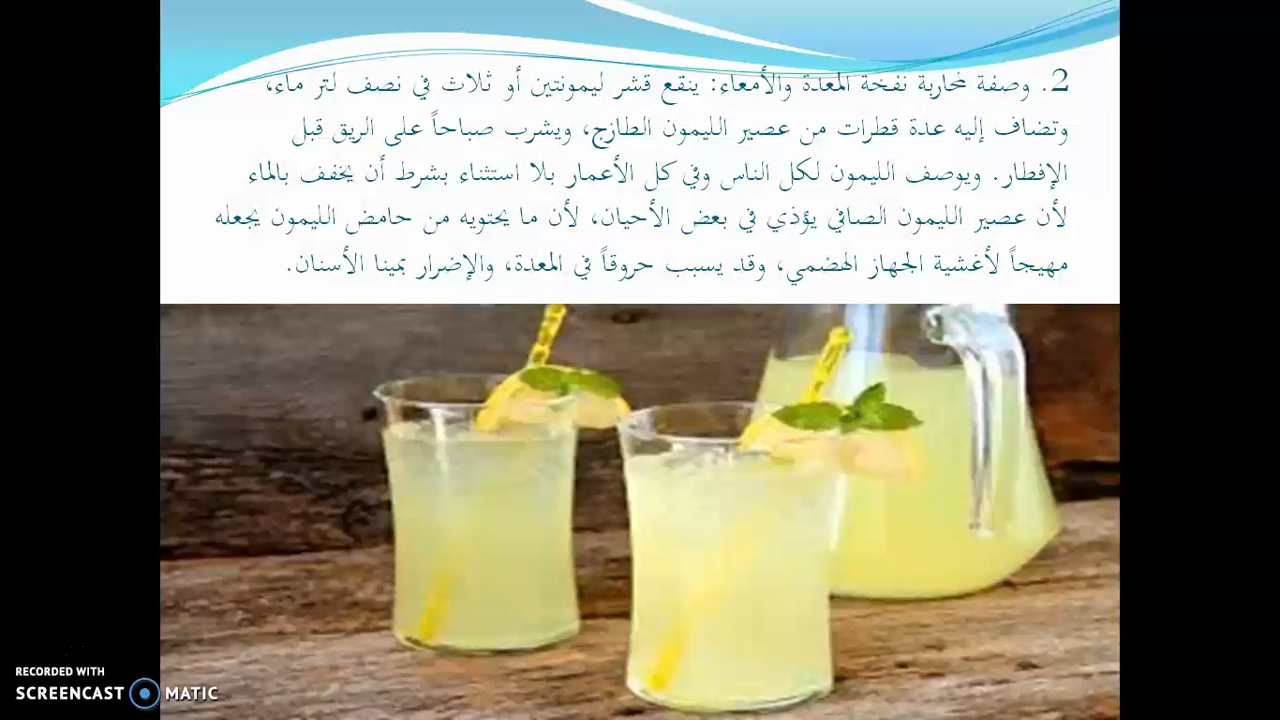 2. وصفة لمحاربة نفخة المعدة والأمعاء: ينقع قشر ليمونتين أو ثلاث في نصف لتر ماء،
وتضاف إليه عدة قطرات من عصير الليمون الطازج، ويشرب صباحاً على الريق قبل
الإفطار. ويوصف الليمون لكل الناس وفي كل الأعمار بلا استثناء بشرط أن يخفف بالماء
لأن عصير الليمون الصافي يؤذي في بعض الأحيان، لأن ما يحتويه من حامض الليمون يجعله
مهيجاً لأغشية الجهاز الهضمي، وقد يسبب حروقاً في المعدة، والإضرار بمينا الأسنان.
RECORDED WITH
SCREENCAST MATIC